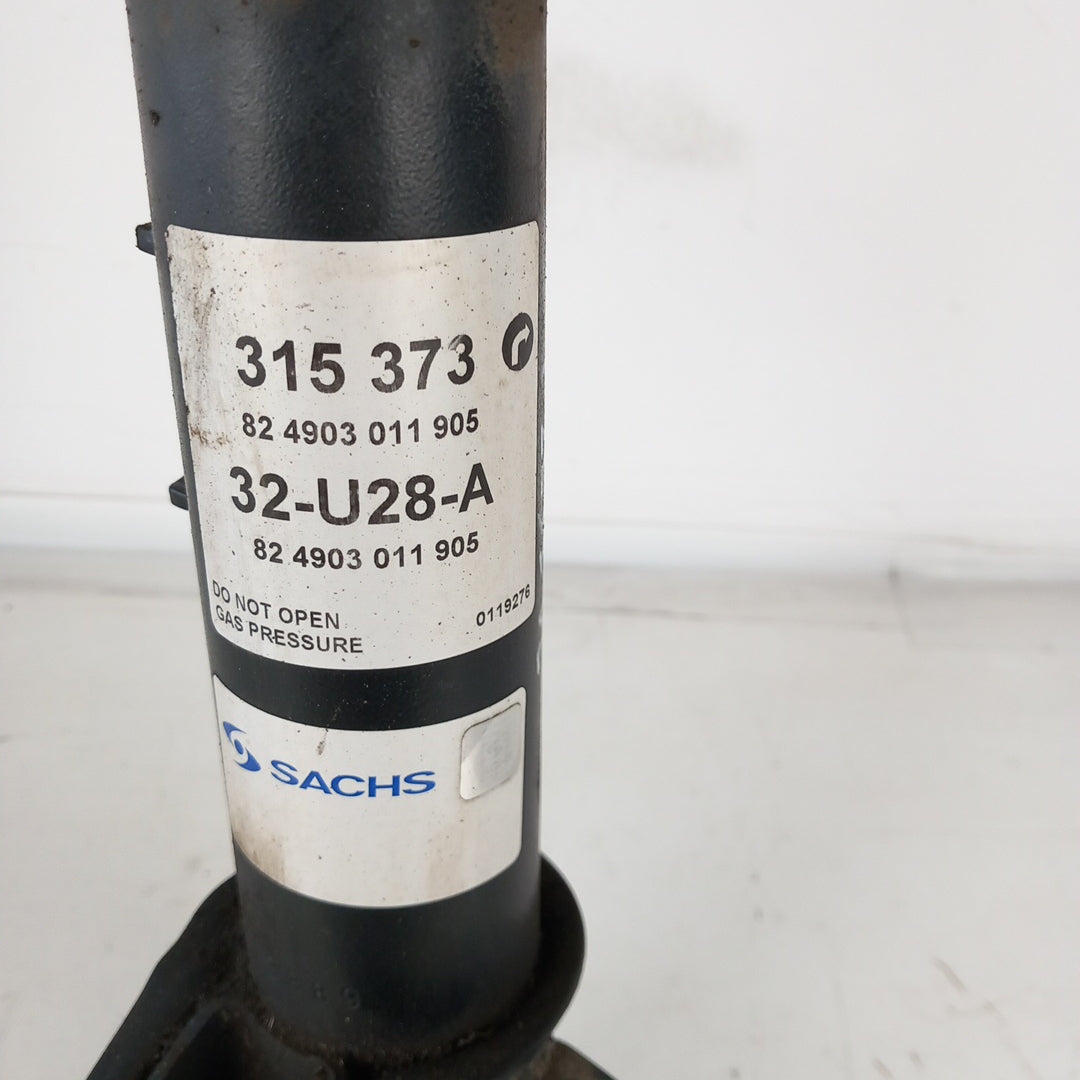 315 373
82 4903 011 905
32-U28-A
82 4903 011 905
DO NOT OPEN
GAS PRESSURE
0119276
SACHS